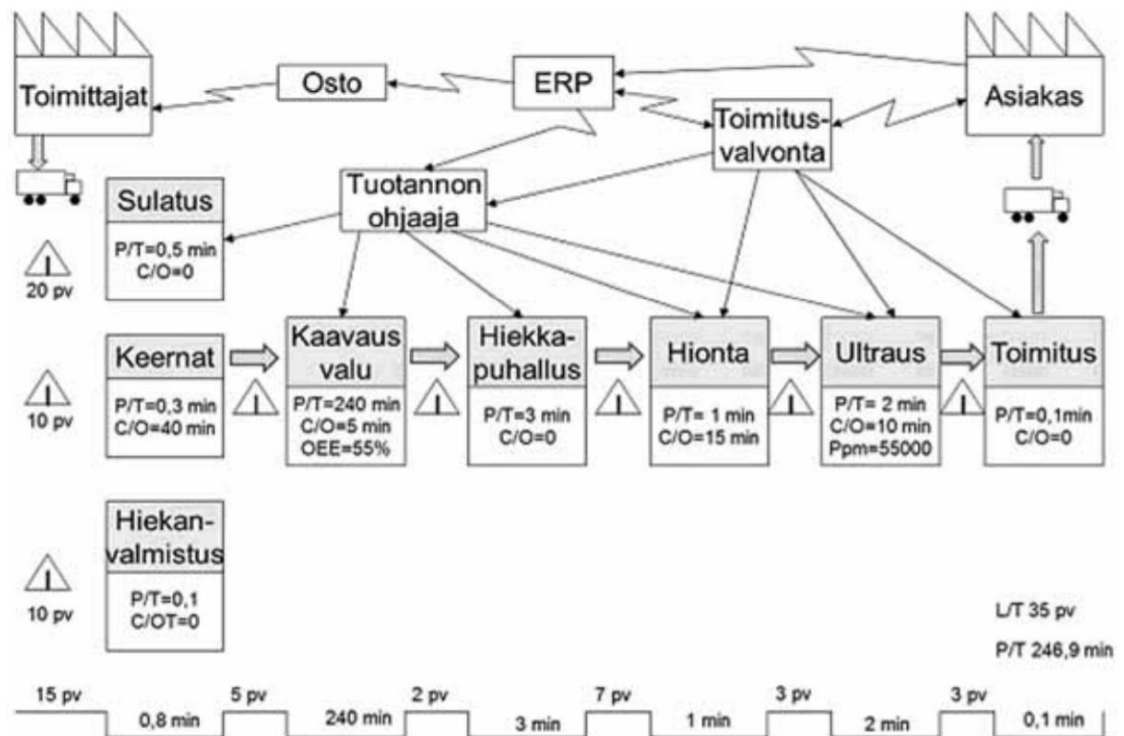 Toimittajat
Osto
ERP
Asiakas
Toimitus-
valvonta
Tuotannon
ohjaaja
Sulatus
P/T=0,5 min
C/O=0
20 pv
Keernat
P/T=0,3 min
C/O=40 min
10 pv
Kaavaus
valu
P/T=240 min
C/O=5 min
OEE=55%
Hiekka-
puhallus
P/T=3 min
C/O=0
Hionta
P/T= 1 min
C/O=15 min
Ultraus
P/T= 2 min
C/O=10 min
Ppm=55000
Toimitus
P/T=0,1min
C/O=0
Hiekan-
valmistus
P/T=0,1
C/OT=0
10 pv
L/T 35 pv
P/T 246,9 min
15 pv
5 pv
2 pv
7 pv
3 pv
3 pv
0,8 min
240 min
3 min
1 min
2 min
0,1 min